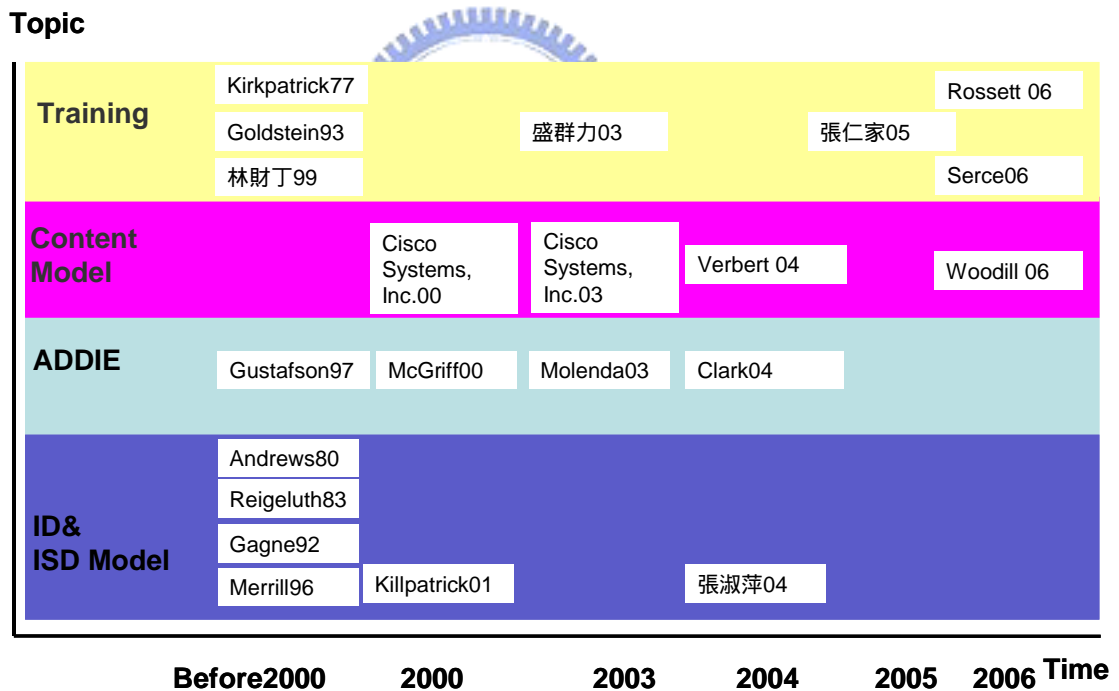 Topic
Training
Kirkpatrick77
Goldstein93
林財丁99
盛群力03
張仁家05
Rossett 06
Serce06
Content
Model
Cisco
Systems,
Inc.00
Cisco
Systems,
Inc.03
Verbert 04
Woodill 06
ADDIE
Gustafson97
McGriff00
Molenda03
Clark04
ID&
ISD Model
Andrews80
Reigeluth83
Gagne92
Merrill96
Killpatrick01
張淑萍04
Before2000
2000
2003
2004
2005
2006
Time